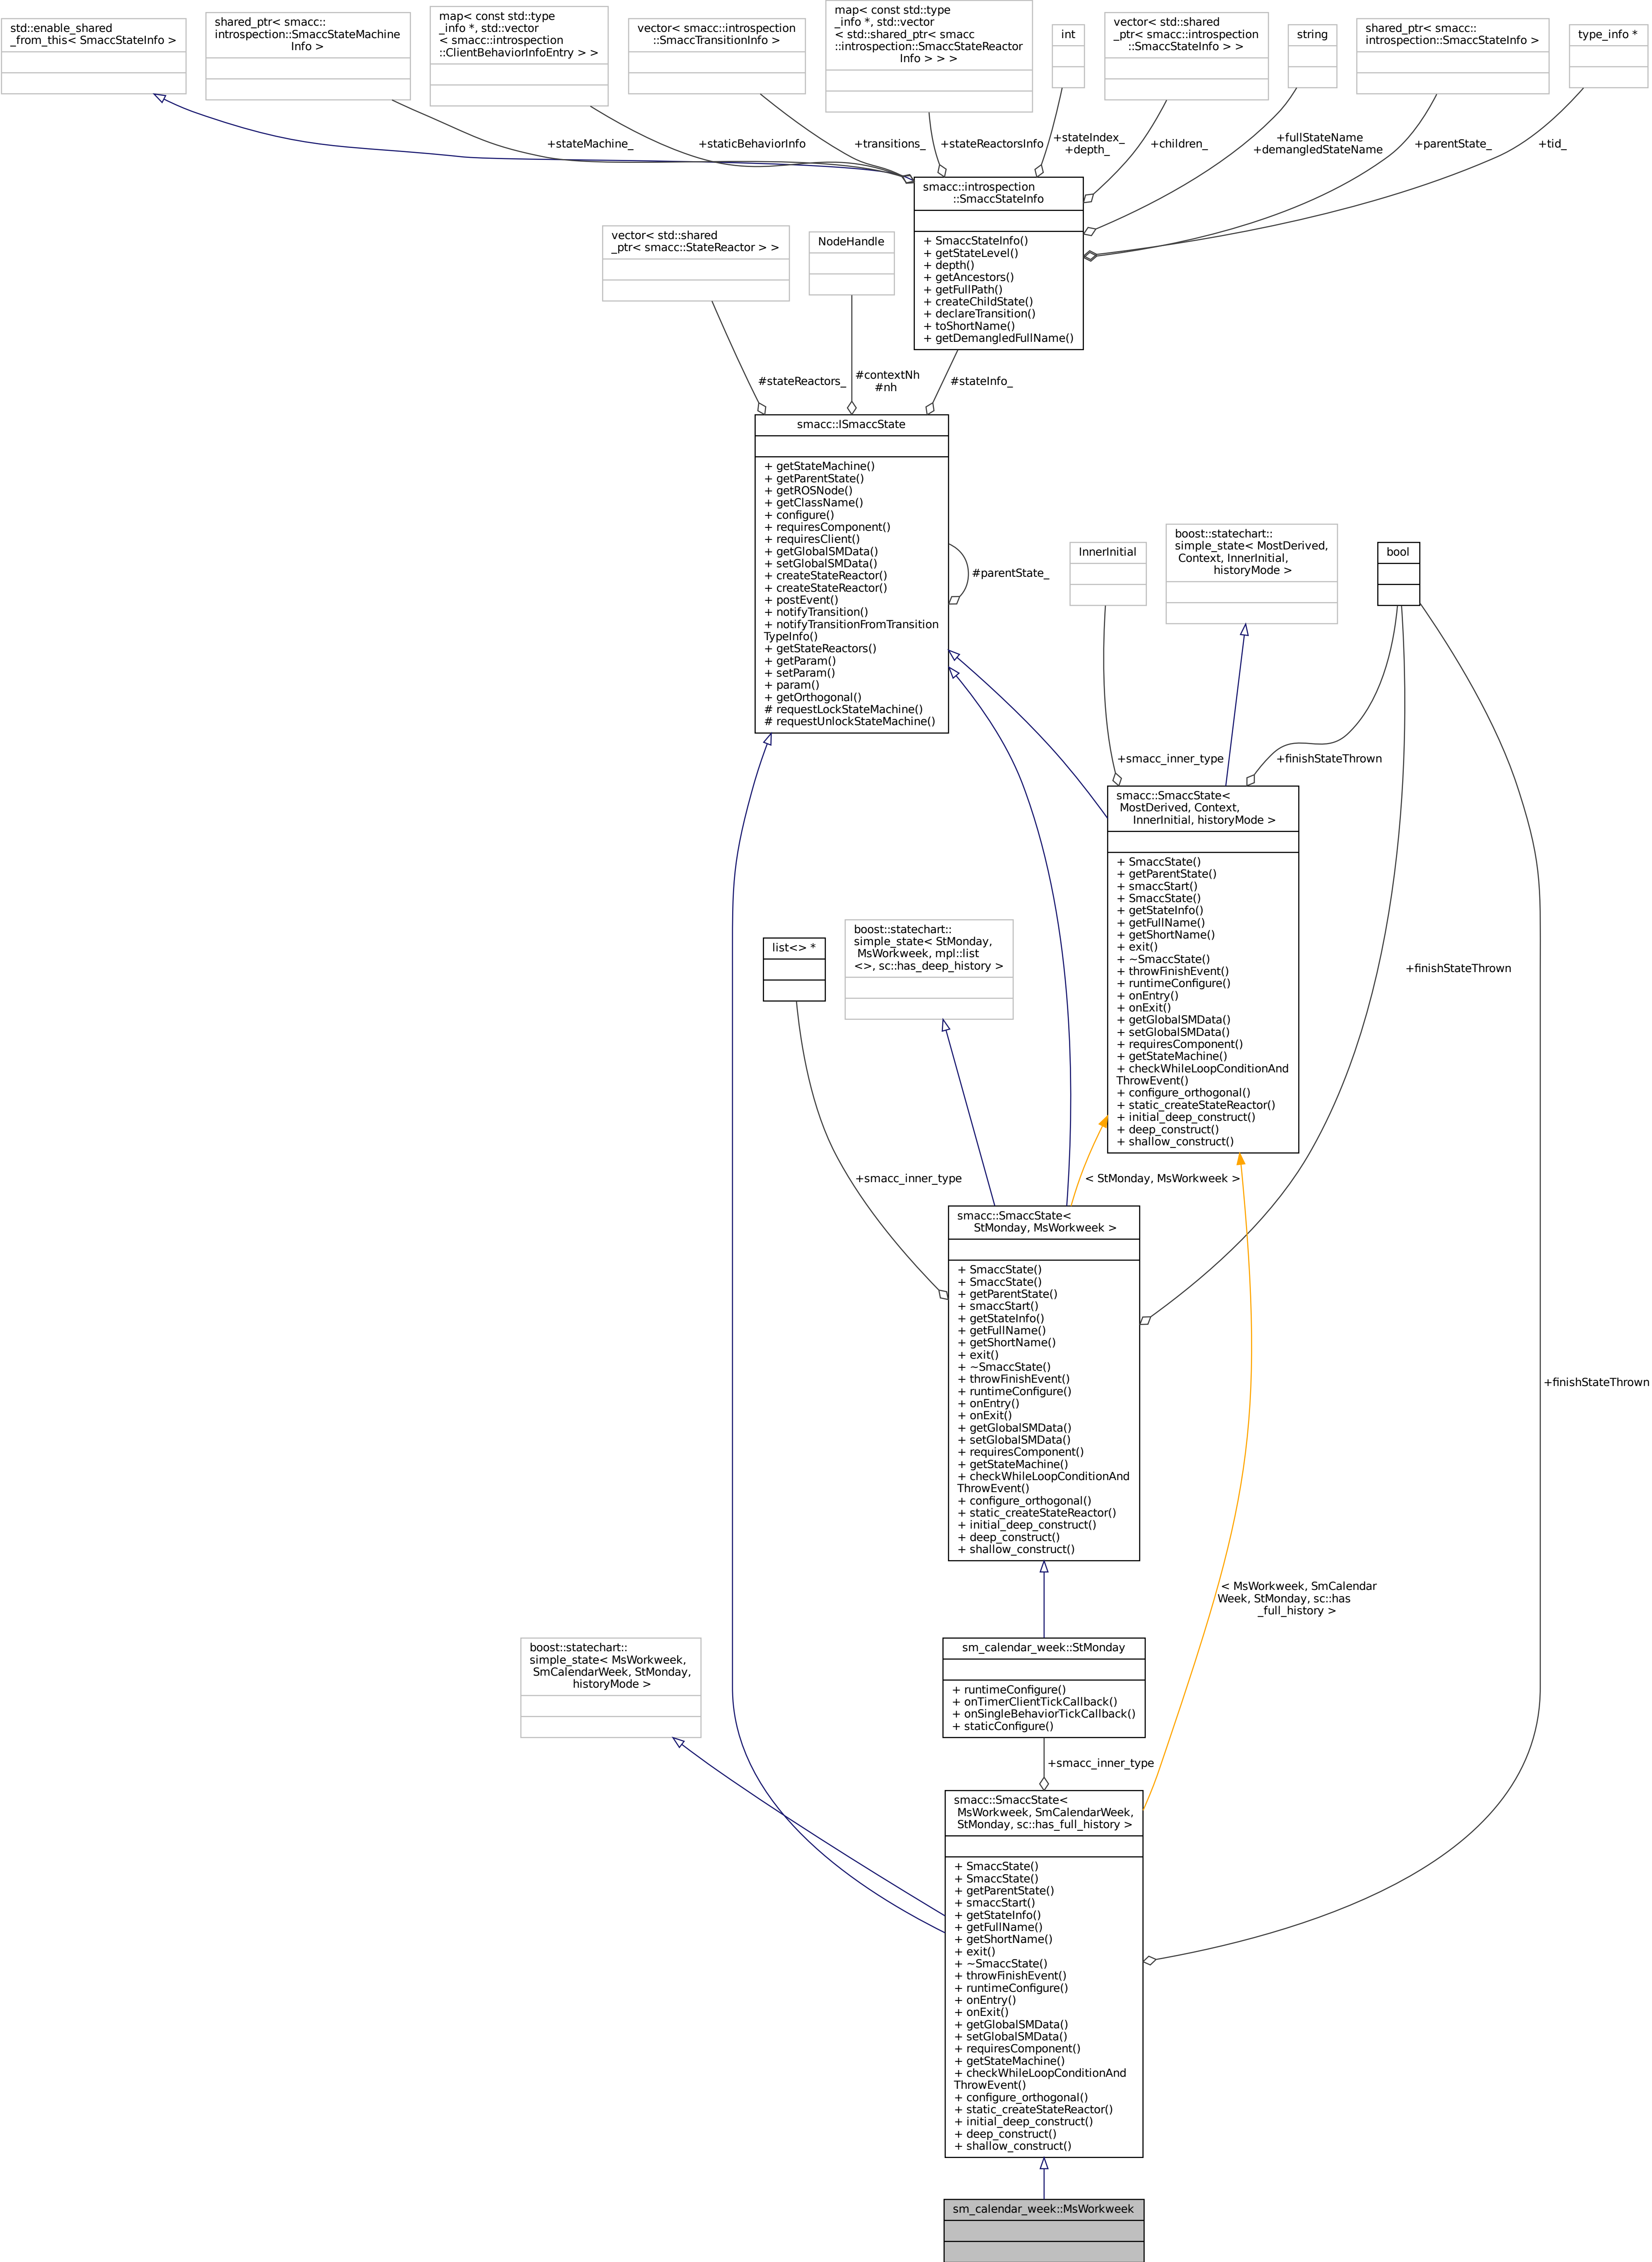 std::enable_shared
_from_this< SmaccStateInfo >
shared_ptr< smacc::
introspection::SmaccStateMachine
Info >
map< const std::type
_info *, std::vector
< smacc::introspection
::ClientBehaviorInfoEntry > >
vector< smacc::introspection
::SmaccTransitionInfo >
map< const std::type
_info *, std::vector
< std::shared_ptr< smacc
::introspection::SmaccStateReactor
Info > > >
int
vector< std::shared
_ptr< smacc::introspection
::SmaccStateInfo > >
string
shared_ptr< smacc::
introspection::SmaccStateInfo >
type_info *
+stateMachine_
+staticBehaviorInfo
+transitions_
+stateReactorsInfo
+stateIndex_
+depth_
+children_
+fullStateName
+demangledStateName
+parentState_
+tid_
smacc::introspection
::SmaccStateInfo
+ SmaccStateInfo()
+ getStateLevel()
+ depth()
+ getAncestors()
+ getFullPath()
+ createChildState()
+ declareTransition()
+ toShortName()
+ getDemangledFullName()
vector< std::shared
_ptr< smacc::StateReactor > >
NodeHandle
#stateReactors_
#contextNh
#nh
#stateInfo_
smacc::ISmaccState
+ getStateMachine()
+ getParentState()
+ getROSNode()
+ getClassName()
+ configure()
+ requiresComponent()
+ requiresClient()
+ getGlobalSMData()
+ setGlobalSMData()
+ createStateReactor()
+ createStateReactor()
+ postEvent()
+ notifyTransition()
+ notifyTransitionFromTransition
TypeInfo()
+ getStateReactors()
+ getParam()
+ setParam()
+ param()
+ getOrthogonal()
# requestLockStateMachine()
# requestUnlockStateMachine()
#parentState_
InnerInitial
boost::statechart::
simple_state< MostDerived,
Context, InnerInitial,
historyMode >
bool
+smacc_inner_type
+finishStateThrown
smacc::SmaccState<
MostDerived, Context,
InnerInitial, historyMode >
+ SmaccState()
+ getParentState()
+ smaccStart()
+ SmaccState()
+ getStateInfo()
+ getFullName()
+ getShortName()
+ exit()
+ ~SmaccState()
+ throwFinishEvent()
+ runtimeConfigure()
+ onEntry()
+ onExit()
+ getGlobalSMData()
+ setGlobalSMData()
+ requiresComponent()
+ getStateMachine()
+ checkWhileLoopConditionAnd
ThrowEvent()
+ configure_orthogonal()
+ static_createStateReactor()
+ initial_deep_construct()
+ deep_construct()
+ shallow_construct()
list<> *
boost::statechart::
simple_state< StMonday,
MsWorkweek, mpl::list
<>, sc::has_deep_history >
+finishStateThrown
+smacc_inner_type
< StMonday, MsWorkweek >
smacc::SmaccState<
StMonday, MsWorkweek >
+ SmaccState()
+ SmaccState()
+ getParentState()
+ smaccStart()
+ getStateInfo()
+ getFullName()
+ getShortName()
+ exit()
+ ~SmaccState()
+ throwFinishEvent()
+ runtimeConfigure()
+ onEntry()
+ onExit()
+ getGlobalSMData()
+ setGlobalSMData()
+ requiresComponent()
+ getStateMachine()
+ checkWhileLoopConditionAnd
ThrowEvent()
+ configure_orthogonal()
+ static_createStateReactor()
+ initial_deep_construct()
+ deep_construct()
+ shallow_construct()
+finishStateThrown
< MsWorkweek, SmCalendar
Week, StMonday, sc::has
_full_history >
boost::statechart::
simple_state< MsWorkweek,
SmCalendarWeek, StMonday,
historyMode >
sm_calendar_week::StMonday
+ runtimeConfigure()
+ onTimerClientTickCallback()
+ onSingleBehaviorTickCallback()
+ staticConfigure()
+smacc_inner_type
smacc::SmaccState<
MsWorkweek, SmCalendarWeek,
StMonday, sc::has_full_history >
+ SmaccState()
+ SmaccState()
+ getParentState()
+ smaccStart()
+ getStateInfo()
+ getFullName()
+ getShortName()
+ exit()
+ ~SmaccState()
+ throwFinishEvent()
+ runtimeConfigure()
+ onEntry()
+ onExit()
+ getGlobalSMData()
+ setGlobalSMData()
+ requiresComponent()
+ getStateMachine()
+ checkWhileLoopConditionAnd
ThrowEvent()
+ configure_orthogonal()
+ static_createStateReactor()
+ initial_deep_construct()
+ deep_construct()
+ shallow_construct()
sm_calendar_week::MsWorkweek